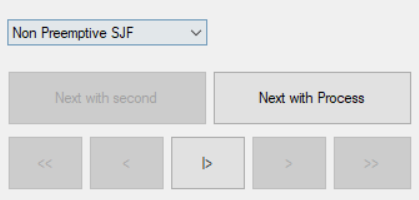 Non Preemptive SJF
Next with second Next with Process
<< < |> > >>